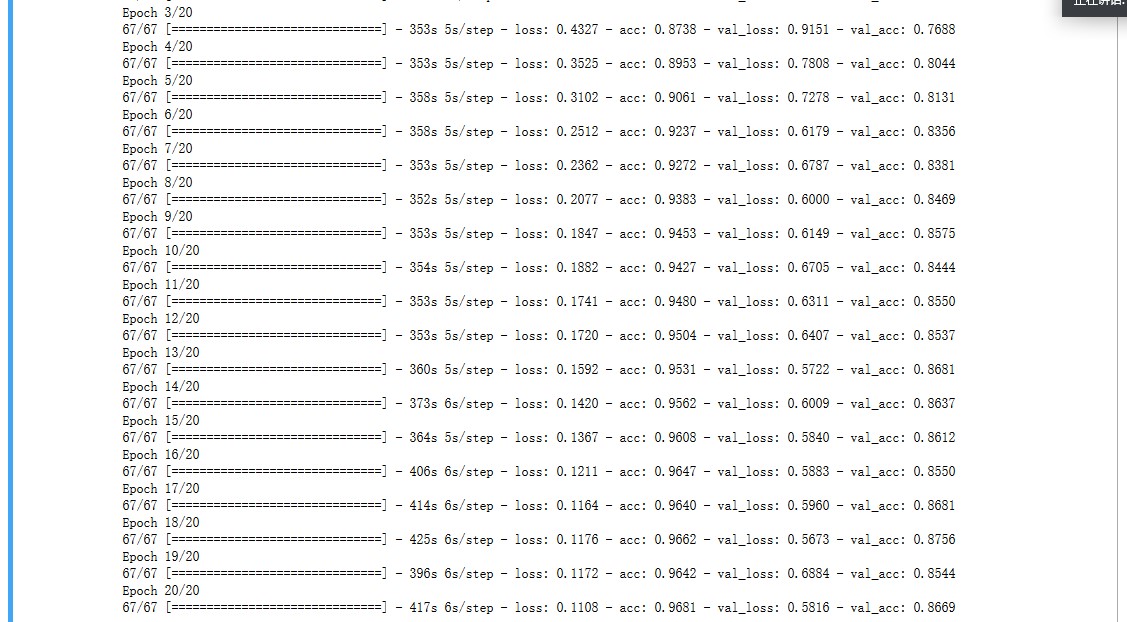 正在讲话:
Epoch 3/20
67/67 [==============================] - 353s 5s/step - loss: 0.4327 - acc: 0.8738 - val_loss: 0.9151 - val_acc: 0.7688
Epoch 4/20
67/67 [==============================] - 353s 5s/step - loss: 0.3525 - acc: 0.8953 - val_loss: 0.7808 - val_acc: 0.8044
Epoch 5/20
67/67 [==============================] - 358s 5s/step - loss: 0.3102 - acc: 0.9061 - val_loss: 0.7278 - val_acc: 0.8131
Epoch 6/20
67/67 [==============================] - 358s 5s/step - loss: 0.2512 - acc: 0.9237 - val_loss: 0.6179 - val_acc: 0.8356
Epoch 7/20
67/67 [==============================] - 353s 5s/step - loss: 0.2362 - acc: 0.9272 - val_loss: 0.6787 - val_acc: 0.8381
Epoch 8/20
67/67 [==============================] - 352s 5s/step - loss: 0.2077 - acc: 0.9383 - val_loss: 0.6000 - val_acc: 0.8469
Epoch 9/20
67/67 [==============================] - 353s 5s/step - loss: 0.1847 - acc: 0.9453 - val_loss: 0.6149 - val_acc: 0.8575
Epoch 10/20
67/67 [==============================] - 354s 5s/step - loss: 0.1882 - acc: 0.9427 - val_loss: 0.6705 - val_acc: 0.8444
Epoch 11/20
67/67 [==============================] - 353s 5s/step - loss: 0.1741 - acc: 0.9480 - val_loss: 0.6311 - val_acc: 0.8550
Epoch 12/20
67/67 [==============================] - 353s 5s/step - loss: 0.1720 - acc: 0.9504 - val_loss: 0.6407 - val_acc: 0.8537
Epoch 13/20
67/67 [==============================] - 360s 5s/step - loss: 0.1592 - acc: 0.9531 - val_loss: 0.5722 - val_acc: 0.8681
Epoch 14/20
67/67 [==============================] - 373s 6s/step - loss: 0.1420 - acc: 0.9562 - val_loss: 0.6009 - val_acc: 0.8637
Epoch 15/20
67/67 [==============================] - 364s 5s/step - loss: 0.1367 - acc: 0.9608 - val_loss: 0.5840 - val_acc: 0.8612
Epoch 16/20
67/67 [==============================] - 406s 6s/step - loss: 0.1211 - acc: 0.9647 - val_loss: 0.5883 - val_acc: 0.8550
Epoch 17/20
67/67 [==============================] - 414s 6s/step - loss: 0.1164 - acc: 0.9640 - val_loss: 0.5960 - val_acc: 0.8681
Epoch 18/20
67/67 [==============================] - 425s 6s/step - loss: 0.1176 - acc: 0.9662 - val_loss: 0.5673 - val_acc: 0.8756
Epoch 19/20
67/67 [==============================] - 396s 6s/step - loss: 0.1172 - acc: 0.9642 - val_loss: 0.6884 - val_acc: 0.8544
Epoch 20/20
67/67 [==============================] - 417s 6s/step - loss: 0.1108 - acc: 0.9681 - val_loss: 0.5816 - val_acc: 0.8669